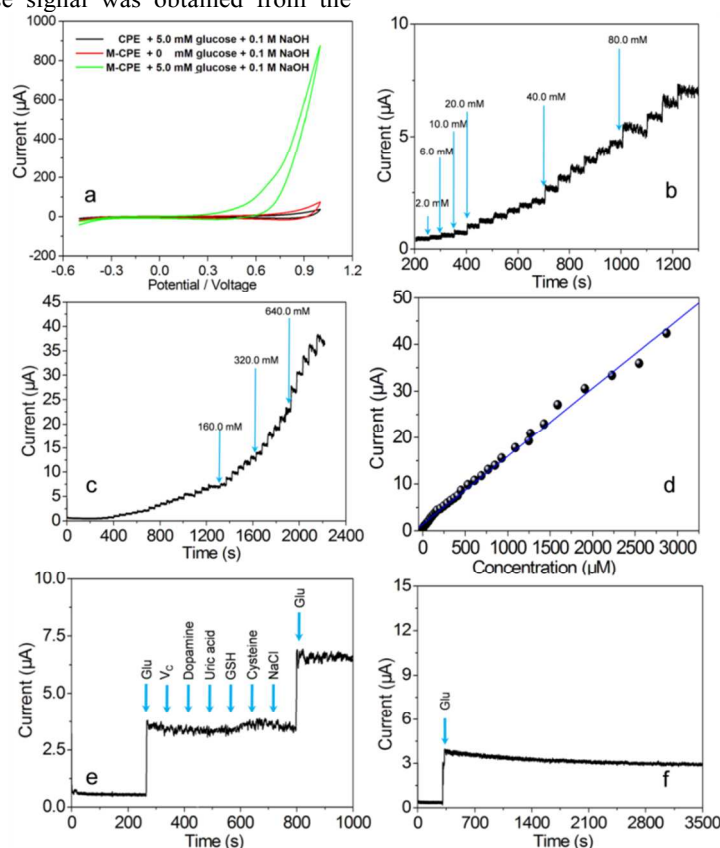 se signal was obtained from the
1000
800
600
400
200
0
-200
-0.6 -0.3 0.0 0.3 0.6 0.9 1.2
Current (µA)
Potential / Voltage
CPE + 5.0 mM glucose + 0.1 M NaOH
M-CPE + 0 mM glucose + 0.1 M NaOH
M-CPE + 5.0 mM glucose + 0.1 M NaOH
a
10
5
0
200 400 600 800 1000 1200
Current (µA)
Time (s)
2.0 mM
6.0 mM
10.0 mM
20.0 mM
40.0 mM
80.0 mM
b
45
40
35
30
25
20
15
10
5
0
0 400 800 1200 1600 2000 2400
Current (µA)
Time (s)
160.0 mM
320.0 mM
640.0 mM
c
50
40
30
20
10
0
0 500 1000 1500 2000 2500 3000
Current (µA)
Concentration (µM)
d
10.0
7.5
5.0
2.5
0.0
0 200 400 600 800 1000
Current (µA)
Time (s)
Glu
VC
Dopamine
Uric acid
GSH
Cysteine
NaCl
Glu
e
15
12
9
6
3
0
0 700 1400 2100 2800 3500
Current (µA)
Time (s)
Glu
f